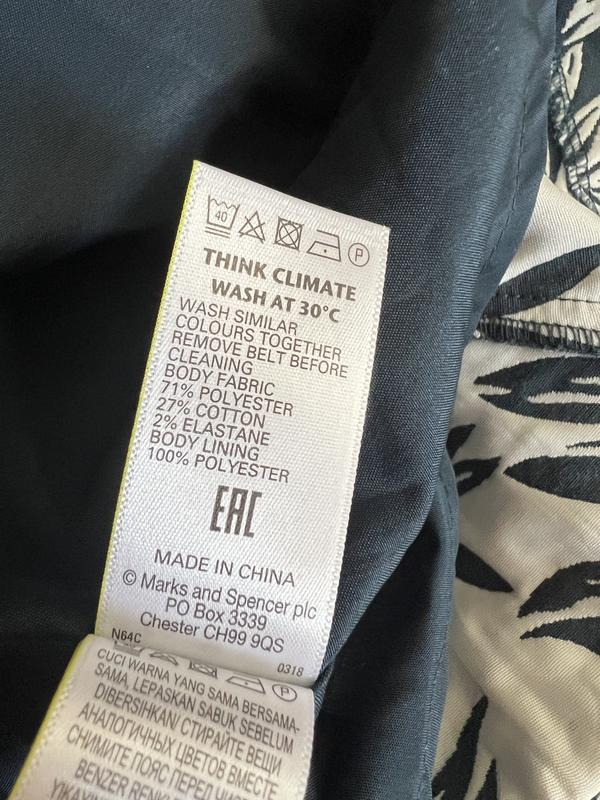 40
P
THINK CLIMATE
WASH AT 30°C
WASH SIMILAR
COLOURS TOGETHER
REMOVE BELT BEFORE
CLEANING
BODY FABRIC
71% POLYESTER
27% COTTON
2% ELASTANE
BODY LINING
100% POLYESTER
EAC
MADE IN CHINA
© Marks and Spencer plc
PO Box 3339
Chester CH99 9QS
N64C
0318
P
CUCI WARNA YANG SAMA BERSAMA-
SAMA, LEPASKAN SABUK SEBELUM
DIBERSIHKAN/ СТИРАЙТЕ ВЕЩИ
АНАЛОГИЧНЫХ ЦВЕТОВ ВМЕСТЕ
СНИМИТЕ ПОЯС ПЕРЕД
BENZER